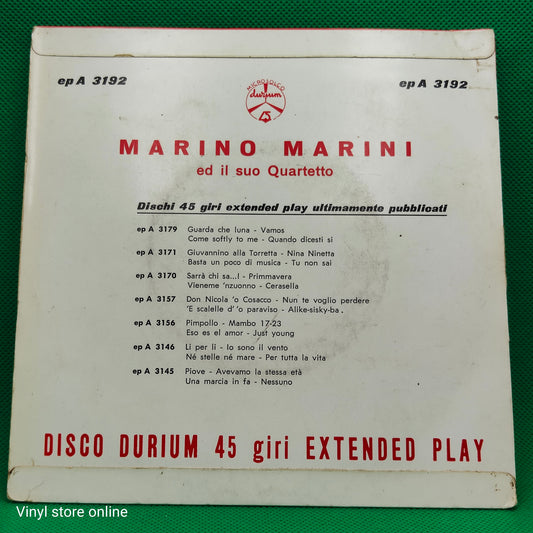 ep A 3192
MICROSOLCO
durium
45
ep A 3192
MARINO MARINI
ed il suo Quartetto
Dischi 45 giri extended play ultimamente pubblicati
ep A 3179 Guarda che luna - Vamos
Come softly to me - Quando dicesti si
ep A 3171 Giuvannino alla Torretta - Nina Ninetta
Basta un poco di musica - Tu non sai
ep A 3170 Sarrà chi sa...! - Primmavera
Vieneme 'nzuonno - Cerasella
ep A 3157 Don Nicola 'o Cosacco - Nun te voglio perdere
'E scalelle d' 'o paraviso - Alike-sisky-ba.
ep A 3156 Pimpollo - Mambo 17-23
Eso es el amor - Just young
ep A 3146 Li per li - Io sono il vento
Né stelle né mare - Per tutta la vita
ep A 3145 Piove - Avevamo la stessa età
Una marcia in fa - Nessuno
DISCO DURIUM 45 giri EXTENDED PLAY
Vinyl store online